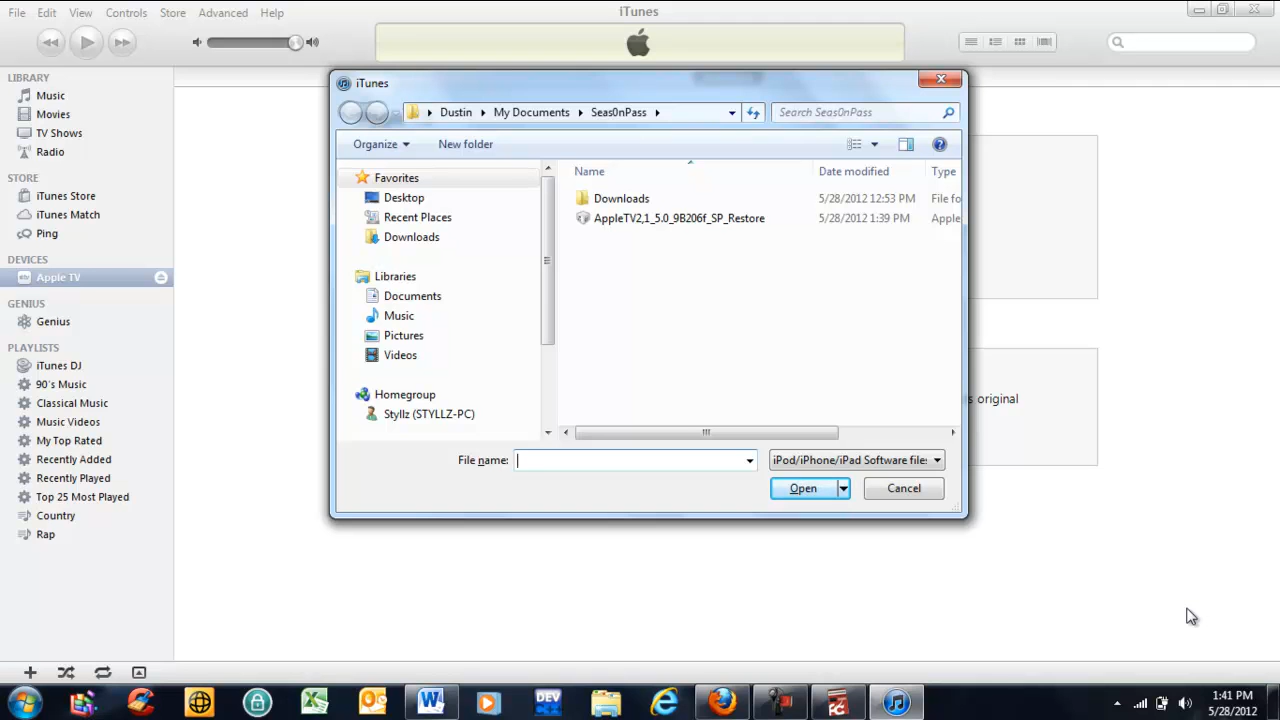 File Edit View Controls Store Advanced Help
iTunes
LIBRARY
Music
Movies
TV Shows
Radio
STORE
iTunes Store
iTunes Match
Ping
DEVICES
Apple TV
GENIUS
Genius
PLAYLISTS
iTunes DJ
90's Music
Classical Music
Music Videos
My Top Rated
Recently Added
Recently Played
Top 25 Most Played
Country
Rap
iTunes
Dustin My Documents Seas0nPass
Search Seas0nPass
Organize New folder
Favorites
Desktop
Recent Places
Downloads
Libraries
Documents
Music
Pictures
Videos
Homegroup
Styllz (STYLLZ-PC)
Name Date modified Type
Downloads 5/28/2012 12:53 PM File fo
AppleTV2,1_5.0_9B206f_SP_Restore 5/28/2012 1:39 PM Apple
File name: iPod/iPhone/iPad Software files
Open Cancel
s original
DEV
1:41 PM
5/28/2012